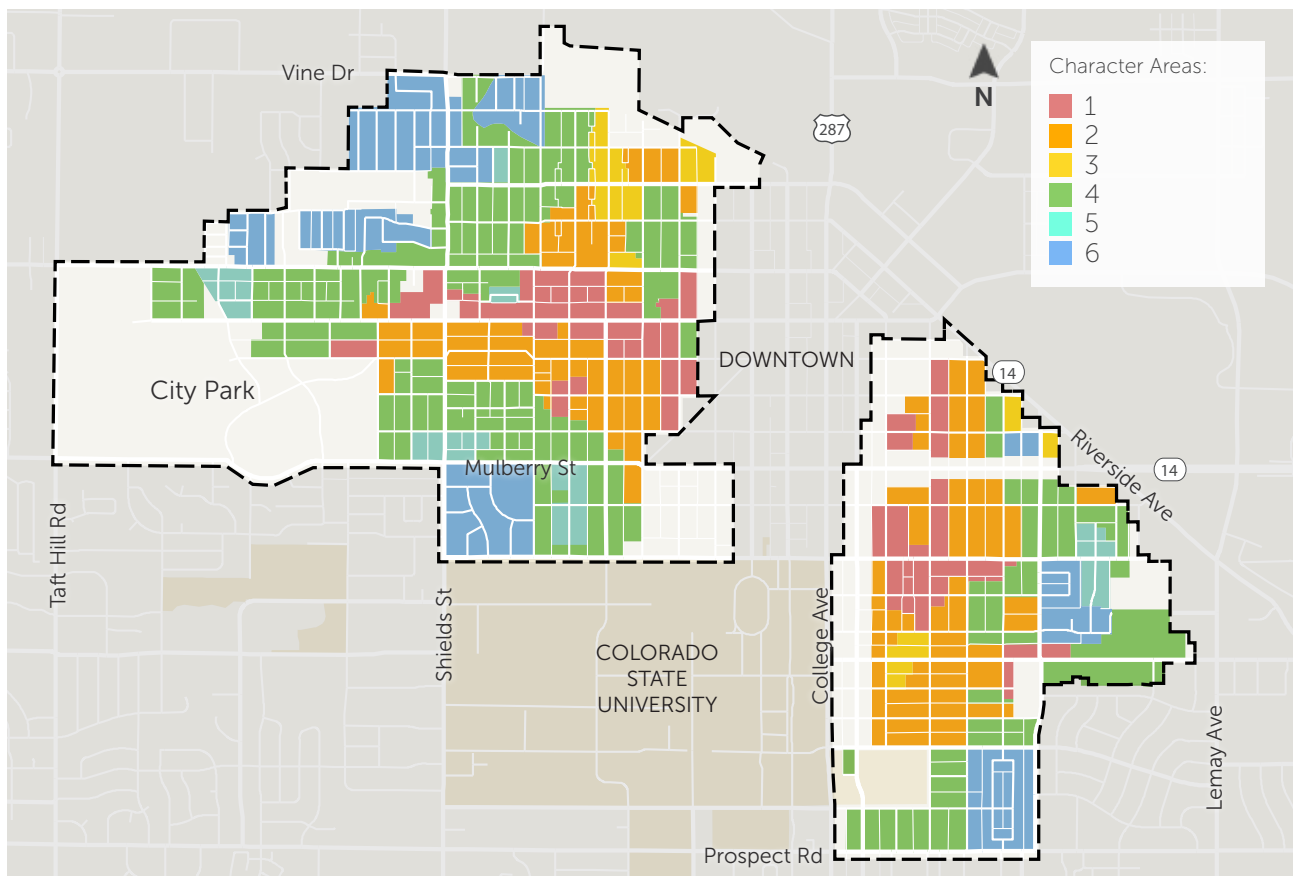 Vine Dr
N
287
Character Areas:
1
2
3
4
5
6
DOWNTOWN
14
City Park
Riverside Ave
14
Mulberry St
Taft Hill Rd
Shields St
College Ave
COLORADO
STATE
UNIVERSITY
Lemay Ave
Prospect Rd